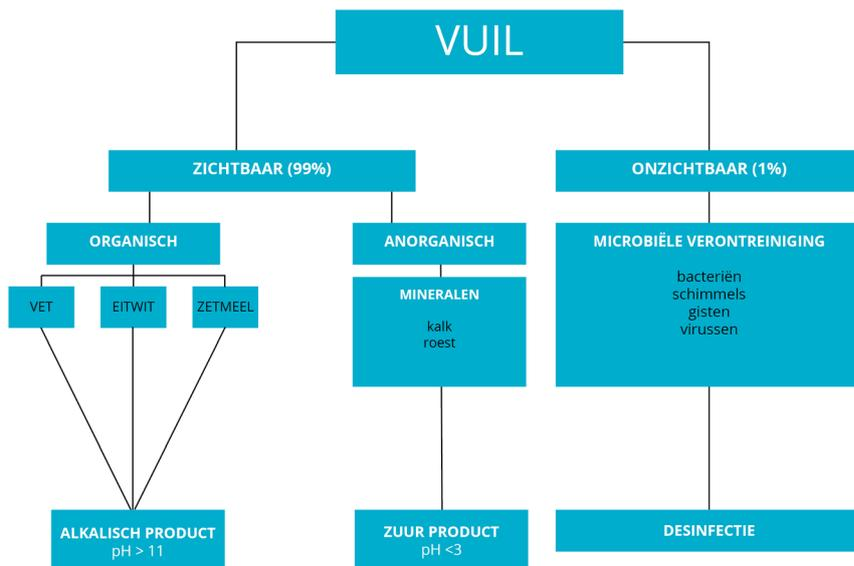 VUIL
ZICHTBAAR (99%)
ONZICHTBAAR (1%)
ORGANISCH
ANORGANISCH
MICROBIËLE VERONTREINIGING
bacteriën
schimmels
gisten
virussen
VET
EITWIT
ZETMEEL
MINERALEN
kalk
roest
ALKALISCH PRODUCT
pH > 11
ZUUR PRODUCT
pH <3
DESINFECTIE